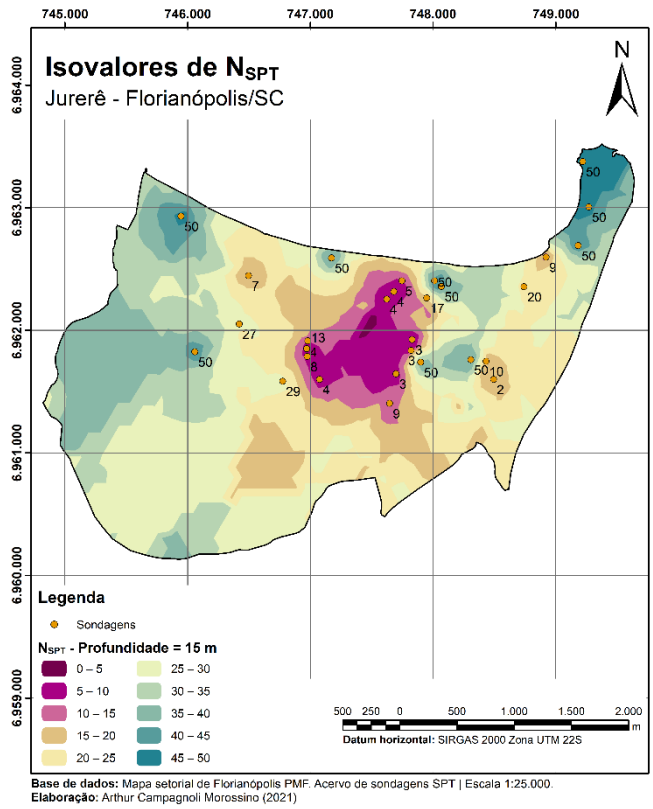 745.000 746.000 747.000 748.000 749.000
Isovalores de NSPT
Jurerê - Florianópolis/SC
N
6.964.000
6.963.000
6.962.000
6.961.000
6.960.000
6.959.000
50
50
50
50
50
9
7
5
50
50
20
4
4
17
27
13
4
8
50
3
3
50
50
10
29
4
3
2
9
Legenda
Sondagens
NSPT - Profundidade = 15 m
0 – 5 25 – 30
5 – 10 30 – 35
10 – 15 35 – 40
15 – 20 40 – 45
20 – 25 45 – 50
500 250 0 500 1.000 1.500 2.000
m
Datum horizontal: SIRGAS 2000 Zona UTM 22S
Base de dados: Mapa setorial de Florianópolis PMF. Acervo de sondagens SPT | Escala 1:25.000.
Elaboração: Arthur Campagnoli Morossino (2021)